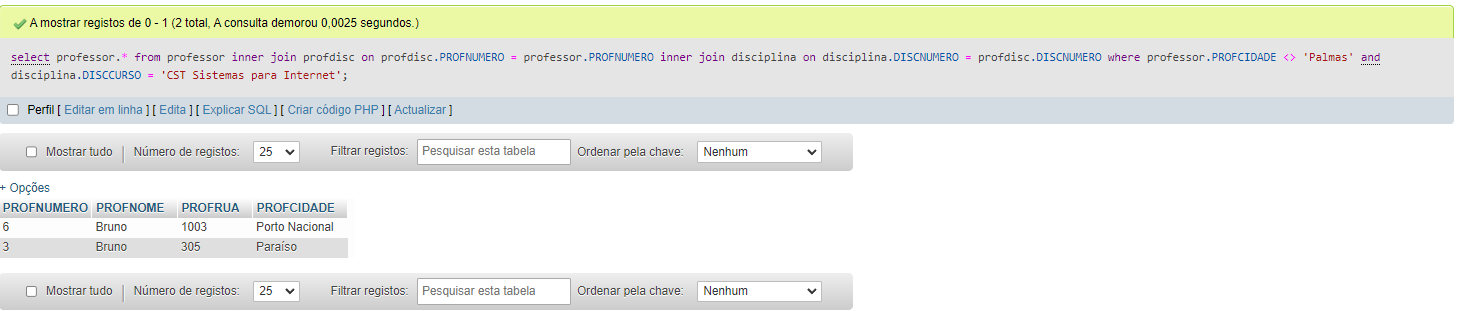 A mostrar registos de 0 - 1 (2 total, A consulta demorou 0,0025 segundos.)
select professor.* from professor inner join profdisc on profdisc.PROFNUMERO = professor.PROFNUMERO inner join disciplina on disciplina.DISCNUMERO = profdisc.DISCNUMERO where professor.PROFCIDADE <> 'Palmas' and
disciplina.DISCCURSO = 'CST Sistemas para Internet';
Perfil [ Editar em linha ] [ Edita ] [ Explicar SQL ] [ Criar código PHP ] [ Actualizar ]
Mostrar tudo | Número de registos: 25 Filtrar registos: Pesquisar esta tabela Ordenar pela chave: Nenhum
+ Opções
PROFNUMERO PROFNOME PROFRUA PROFCIDADE
6 Bruno 1003 Porto Nacional
3 Bruno 305 Paraíso
Mostrar tudo | Número de registos: 25 Filtrar registos: Pesquisar esta tabela Ordenar pela chave: Nenhum